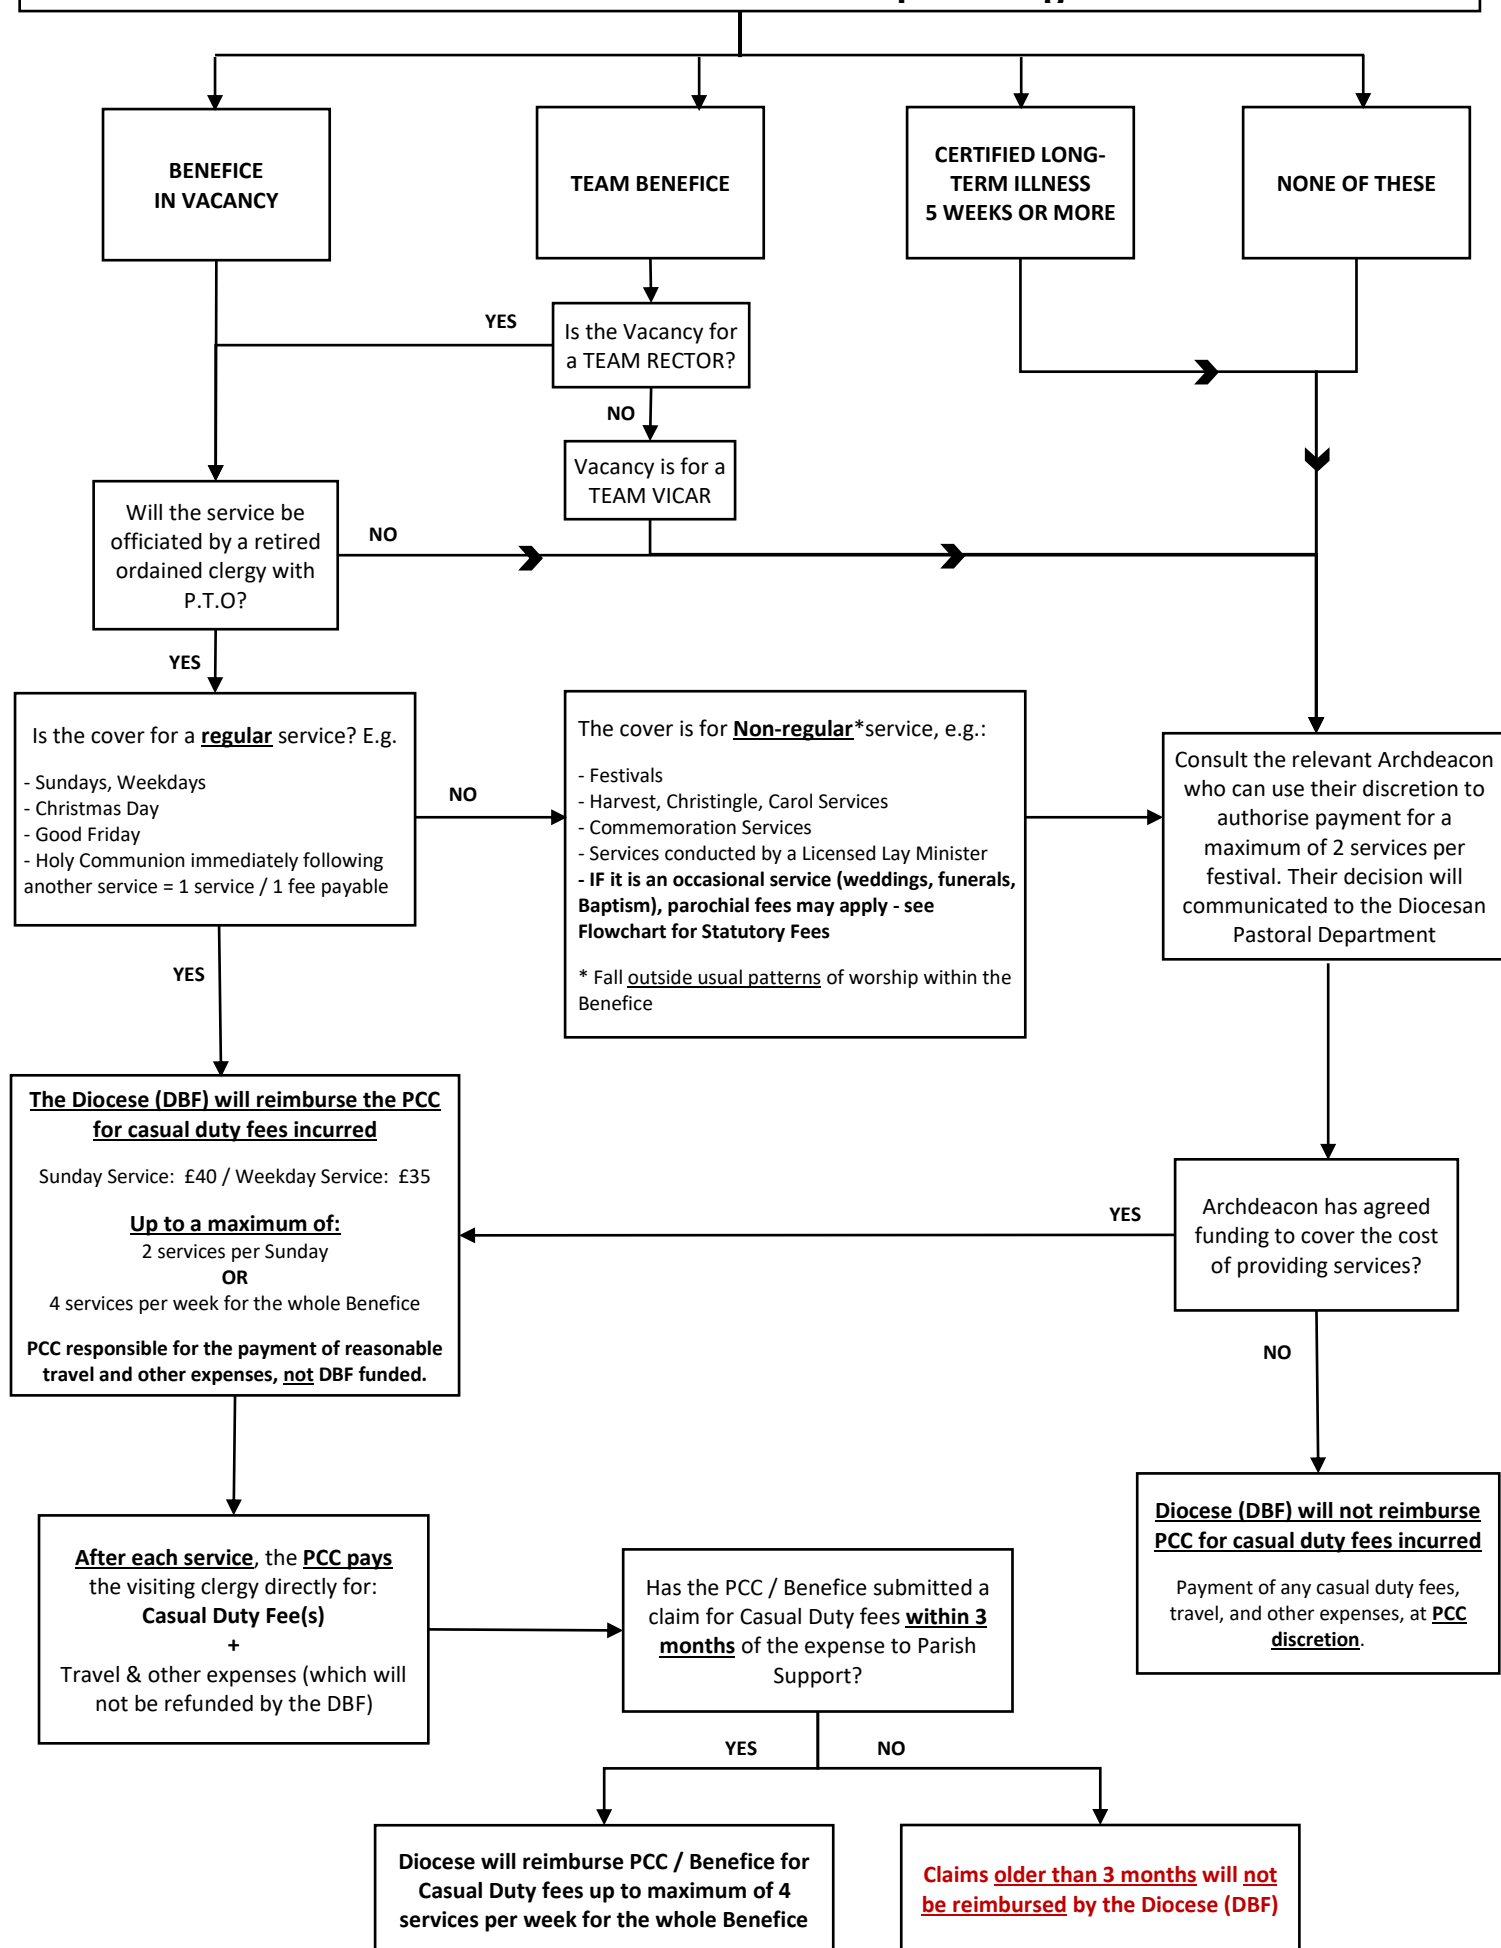 BENEFICE
IN VACANCY
TEAM BENEFICE
CERTIFIED LONG-
TERM ILLNESS
5 WEEKS OR MORE
NONE OF THESE
YES
Is the Vacancy for
a TEAM RECTOR?
NO
Vacancy is for a
TEAM VICAR
Will the service be
officiated by a retired
ordained clergy with
P.T.O?
NO
YES
Is the cover for a regular service? E.g.
- Sundays, Weekdays
- Christmas Day
- Good Friday
- Holy Communion immediately following
another service = 1 service / 1 fee payable
NO
The cover is for Non-regular*service, e.g.:
- Festivals
- Harvest, Christingle, Carol Services
- Commemoration Services
- Services conducted by a Licensed Lay Minister
- IF it is an occasional service (weddings, funerals,
Baptism), parochial fees may apply - see
Flowchart for Statutory Fees
* Fall outside usual patterns of worship within the
Benefice
Consult the relevant Archdeacon
who can use their discretion to
authorise payment for a
maximum of 2 services per
festival. Their decision will
communicated to the Diocesan
Pastoral Department
YES
The Diocese (DBF) will reimburse the PCC
for casual duty fees incurred
Sunday Service: £40 / Weekday Service: £35
Up to a maximum of:
2 services per Sunday
OR
4 services per week for the whole Benefice
PCC responsible for the payment of reasonable
travel and other expenses, not DBF funded.
YES
Archdeacon has agreed
funding to cover the cost
of providing services?
NO
Diocese (DBF) will not reimburse
PCC for casual duty fees incurred
Payment of any casual duty fees,
travel, and other expenses, at PCC
discretion.
After each service, the PCC pays
the visiting clergy directly for:
Casual Duty Fee(s)
+
Travel & other expenses (which will
not be refunded by the DBF)
Has the PCC / Benefice submitted a
claim for Casual Duty fees within 3
months of the expense to Parish
Support?
YES
NO
Diocese will reimburse PCC / Benefice for
Casual Duty fees up to maximum of 4
services per week for the whole Benefice
Claims older than 3 months will not
be reimbursed by the Diocese (DBF)